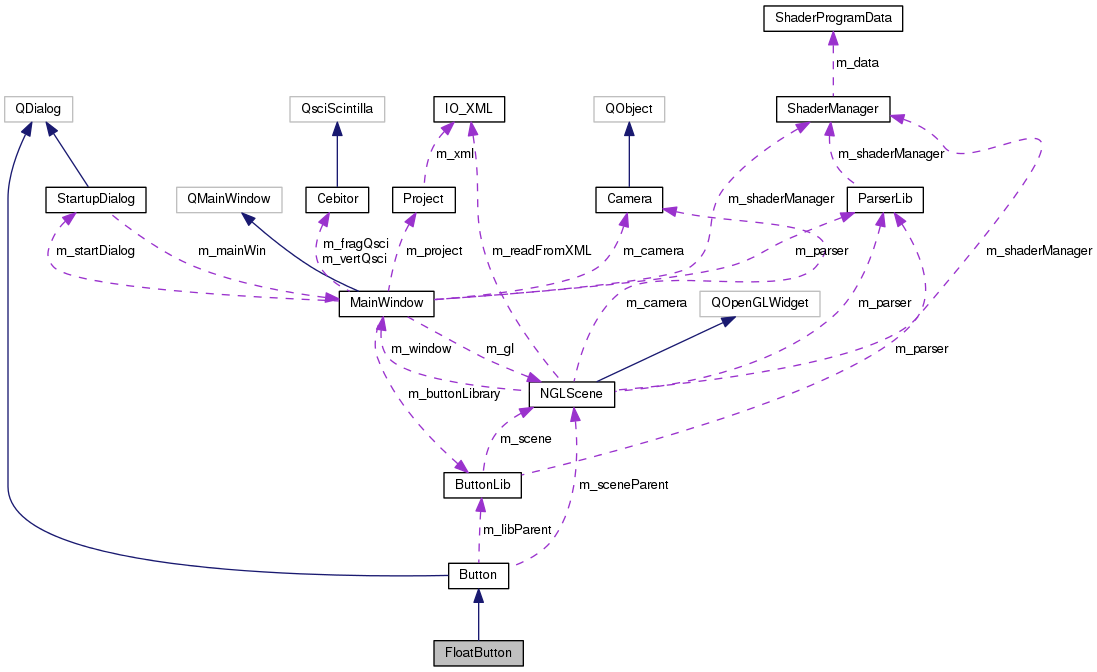 ShaderProgramData
m_data
QDialog
QsciScintilla
IO_XML
QObject
ShaderManager
m_xml
m_shaderManager
StartupDialog
QMainWindow
Cebitor
Project
Camera
ParserLib
m_shaderManager
m_startDialog
m_mainWin
m_fragQsci
m_vertQsci
m_project
m_readFromXML
m_camera
m_parser
m_shaderManager
MainWindow
m_camera
QOpenGLWidget
m_parser
m_window
m_gl
m_parser
m_buttonLibrary
NGLScene
m_scene
ButtonLib
m_sceneParent
m_libParent
Button
FloatButton